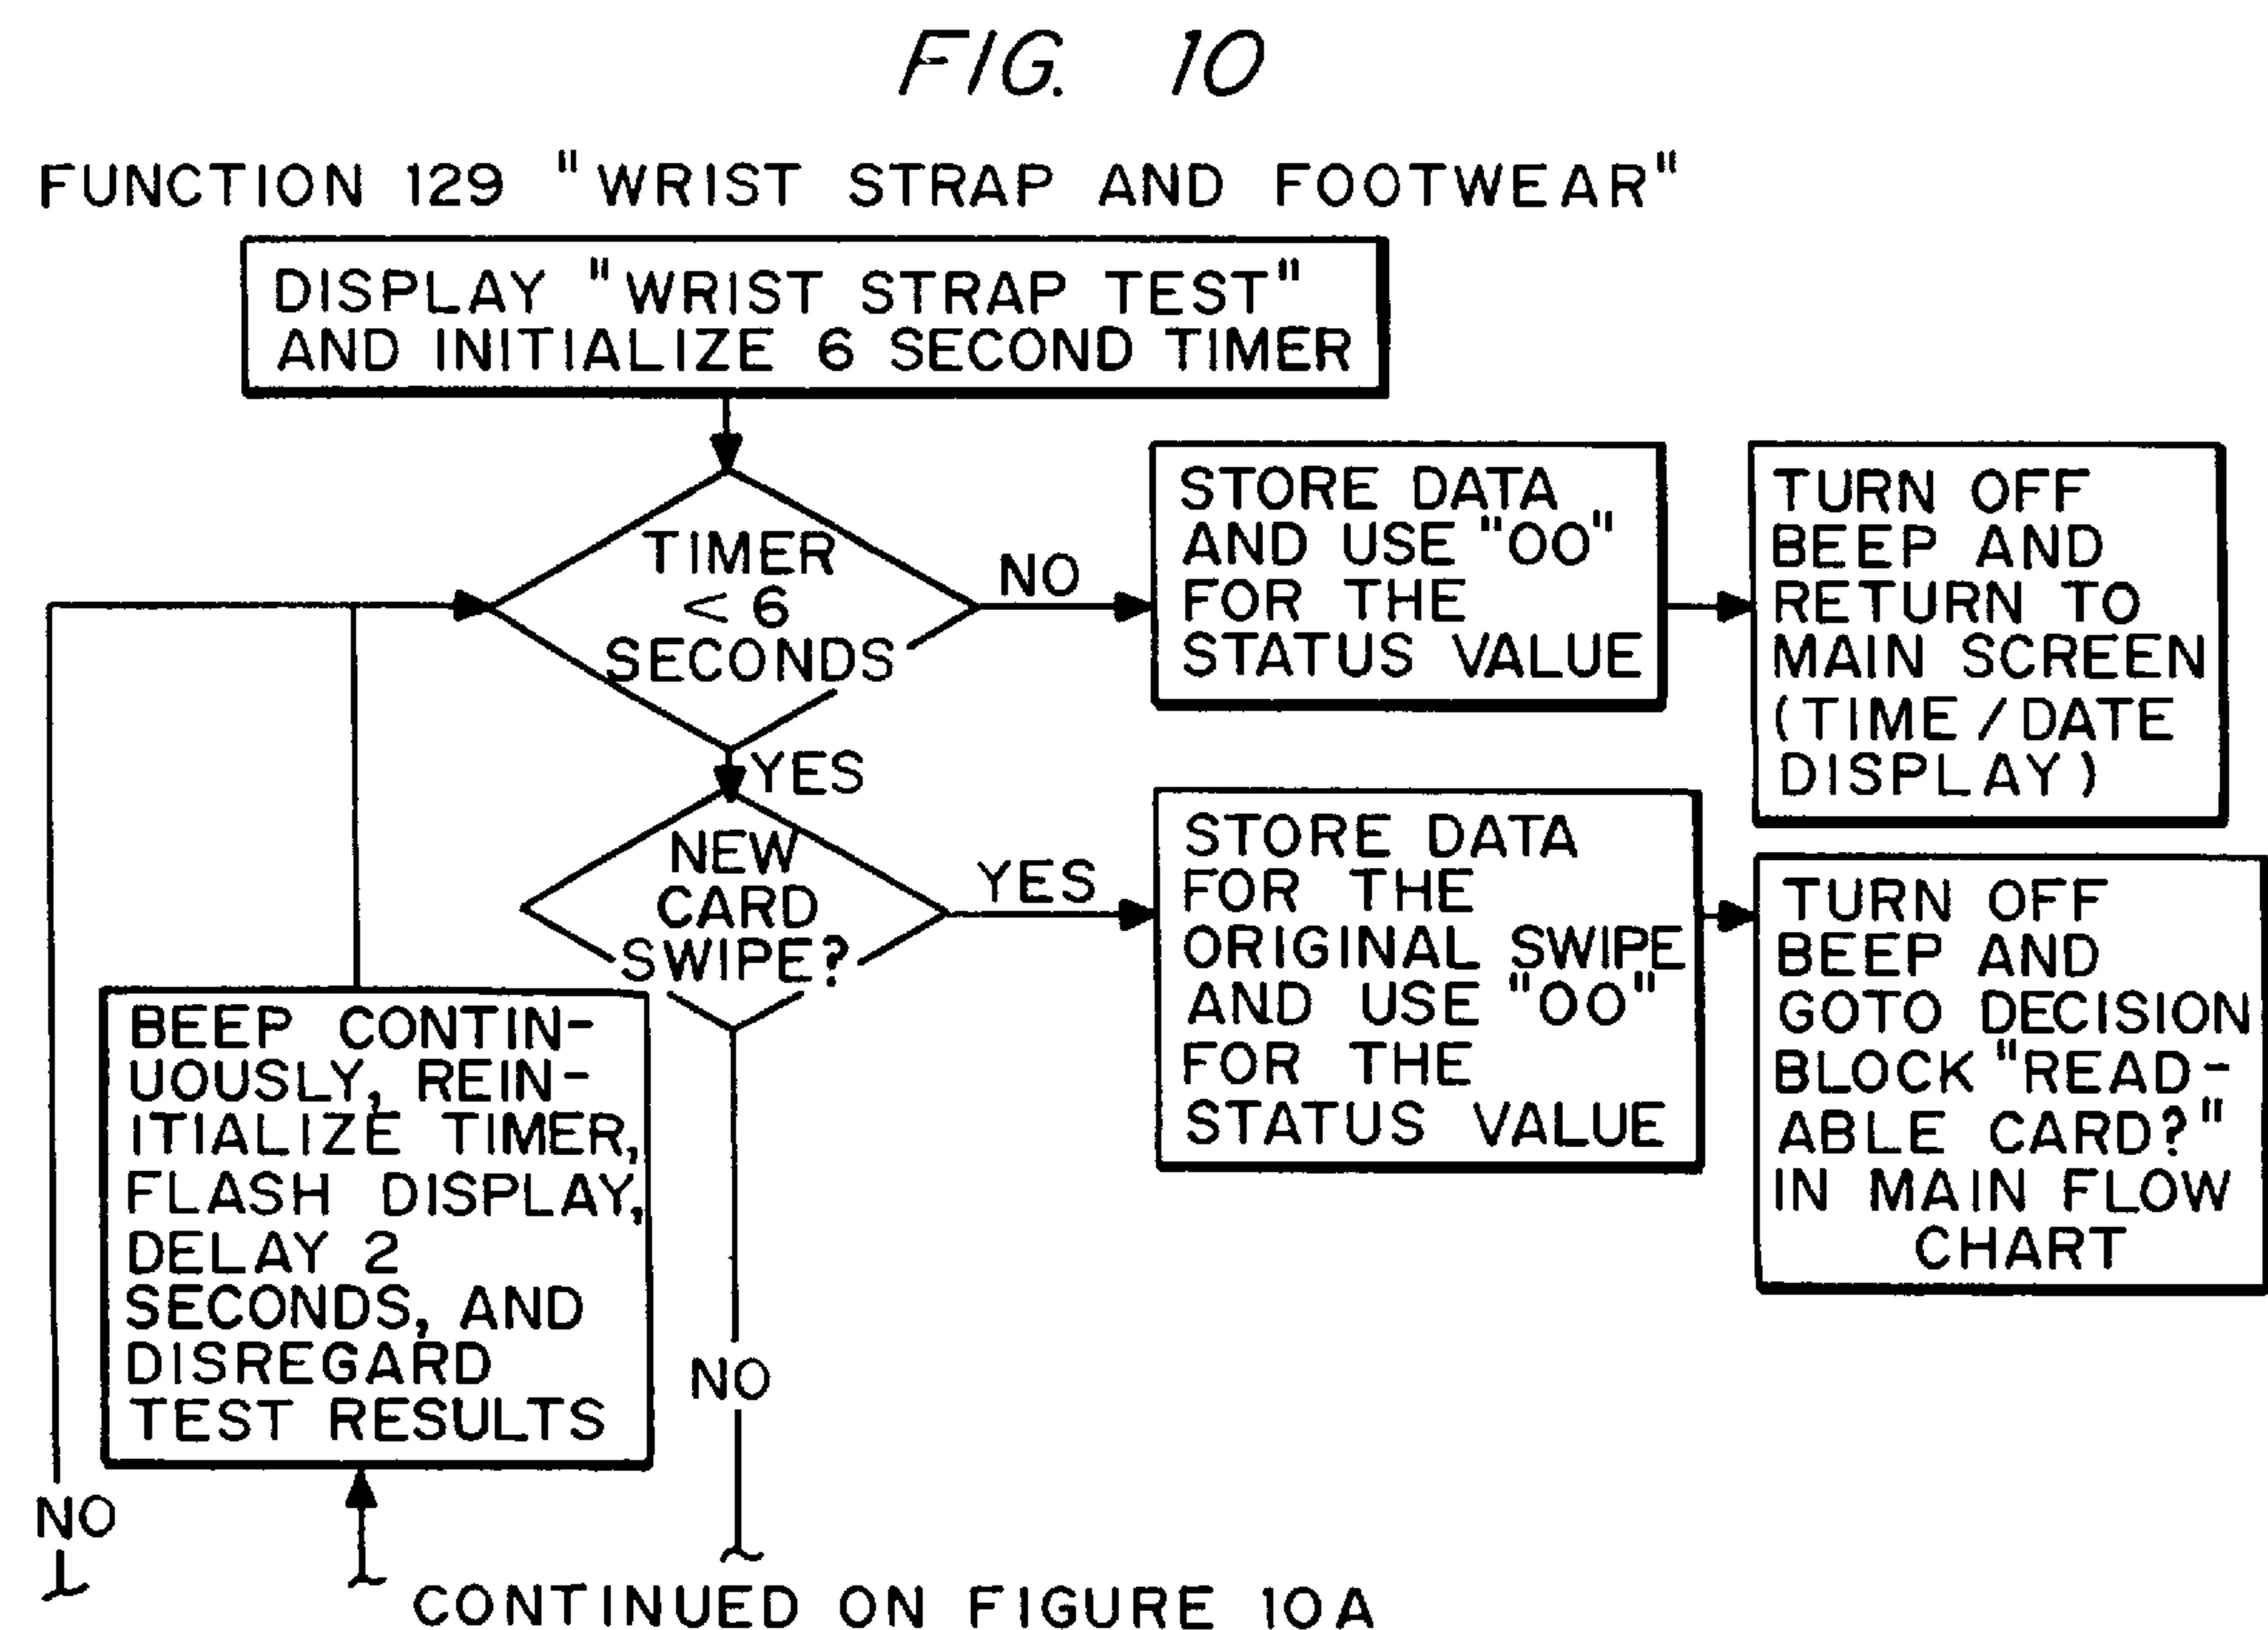 FIG. 10
FUNCTION 129 "WRIST STRAP AND FOOTWEAR"
DISPLAY "WRIST STRAP TEST"
AND INITIALIZE 6 SECOND TIMER
TIMER
< 6
SECONDS
NO
STORE DATA
AND USE "OO"
FOR THE
STATUS VALUE
TURN OFF
BEEP AND
RETURN TO
MAIN SCREEN
(TIME/DATE
DISPLAY)
YES
NEW
CARD
SWIPE?
YES
STORE DATA
FOR THE
ORIGINAL SWIPE
AND USE "OO"
FOR THE
STATUS VALUE
TURN OFF
BEEP AND
GOTO DECISION
BLOCK "READ-
ABLE CARD?"
IN MAIN FLOW
CHART
BEEP CONTIN-
UOUSLY, REIN-
ITIALIZE TIMER,
FLASH DISPLAY,
DELAY 2
SECONDS, AND
DISREGARD
TEST RESULTS
NO
NO
CONTINUED ON FIGURE 10A